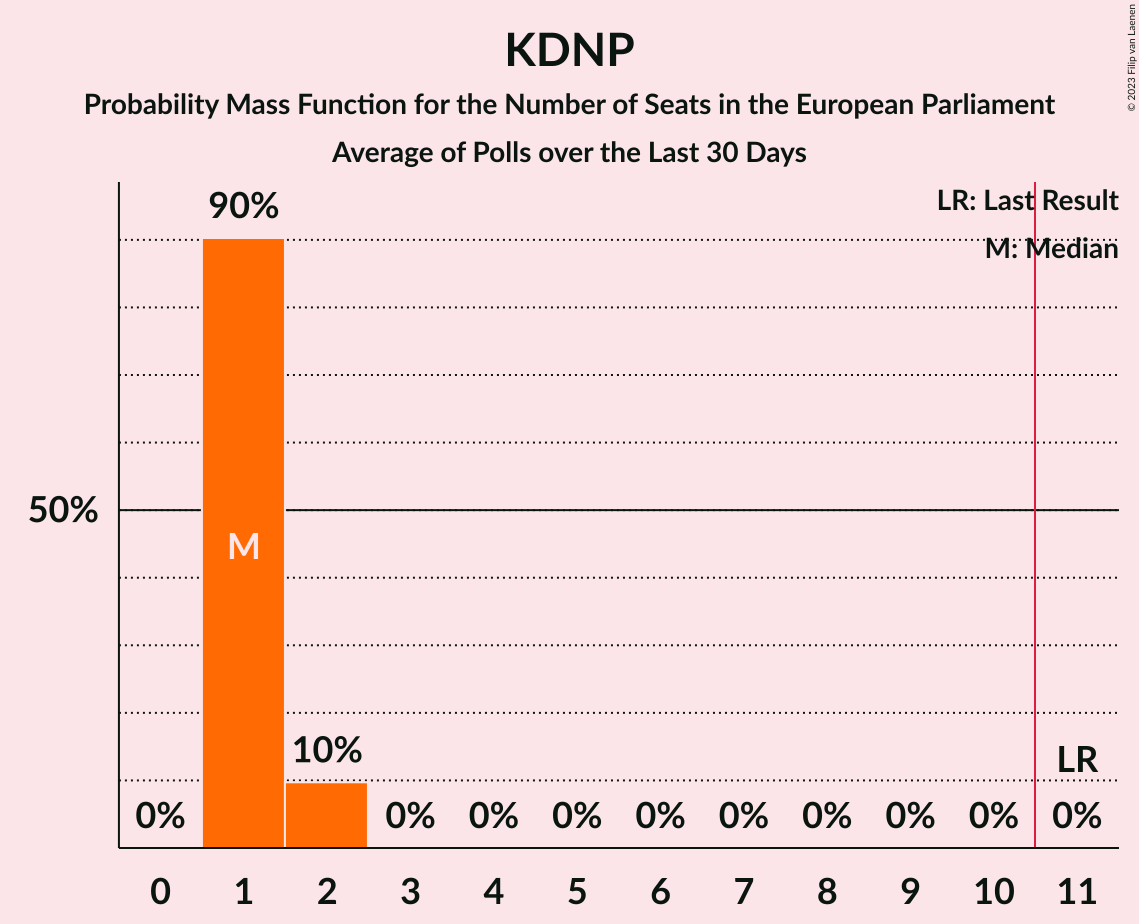 KDNP
Probability Mass Function for the Number of Seats in the European Parliament
Average of Polls over the Last 30 Days
© 2023 Filip van Laenen
LR: Last Result
M: Median
90%
50%
M
10%
LR
0% 0% 0% 0% 0% 0% 0% 0% 0% 0%
0 1 2 3 4 5 6 7 8 9 10 11